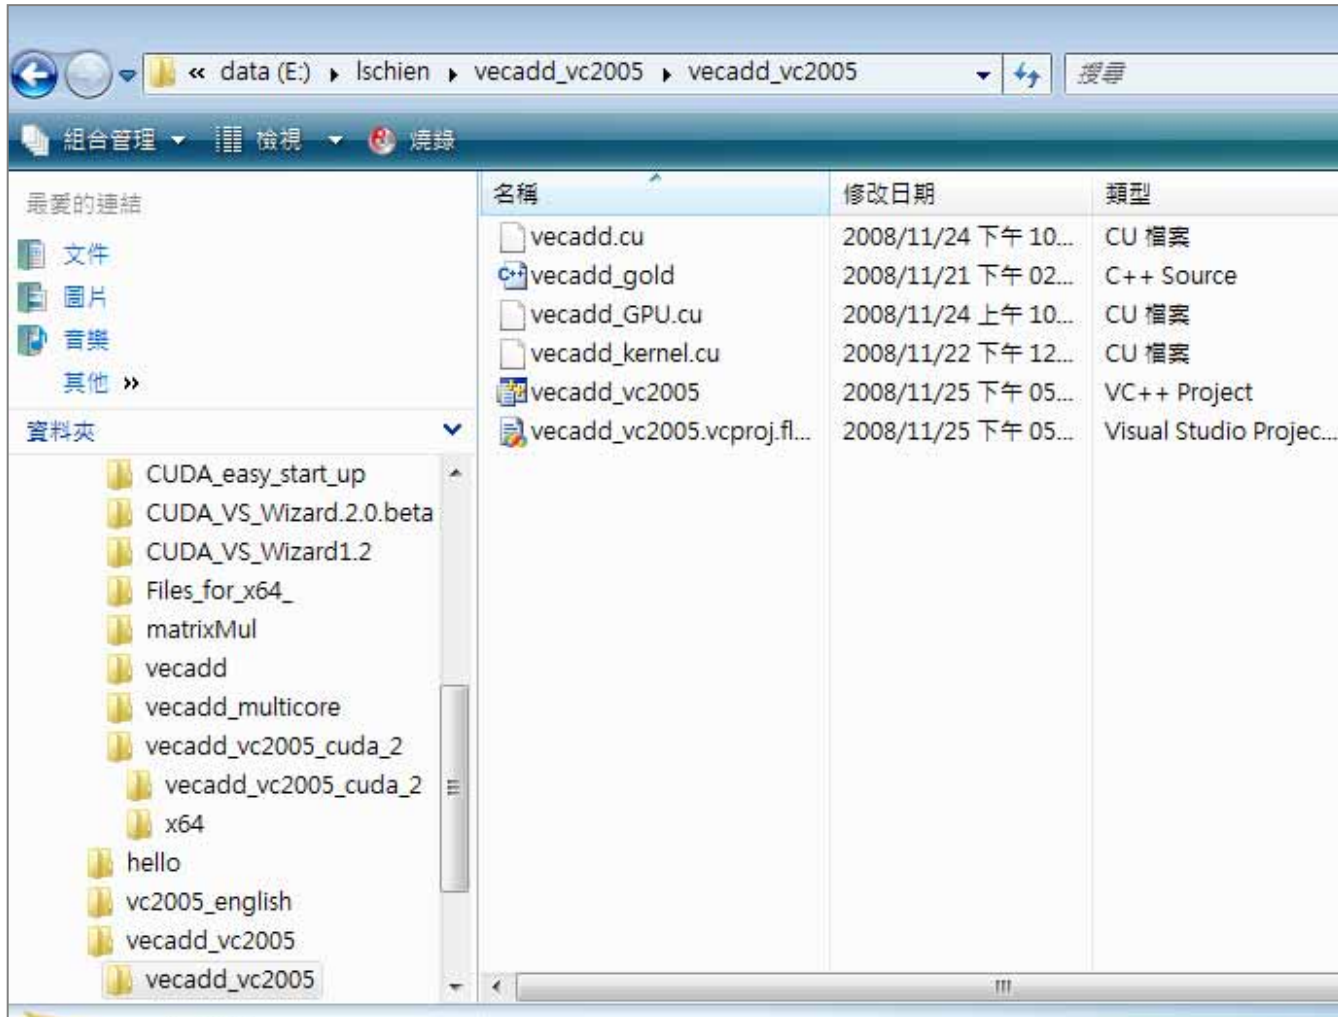 « data (E:) ▸ lschien ▸ vecadd_vc2005 ▸ vecadd_vc2005 搜尋
組合管理 檢視 燒錄
最愛的連結
文件
圖片
音樂
其他 »
資料夾
CUDA_easy_start_up
CUDA_VS_Wizard.2.0.beta
CUDA_VS_Wizard1.2
Files_for_x64_
matrixMul
vecadd
vecadd_multicore
vecadd_vc2005_cuda_2
vecadd_vc2005_cuda_2
x64
hello
vc2005_english
vecadd_vc2005
vecadd_vc2005
名稱 修改日期 類型
vecadd.cu 2008/11/24 下午 10... CU 檔案
vecadd_gold 2008/11/21 下午 02... C++ Source
vecadd_GPU.cu 2008/11/24 上午 10... CU 檔案
vecadd_kernel.cu 2008/11/22 下午 12... CU 檔案
vecadd_vc2005 2008/11/25 下午 05... VC++ Project
vecadd_vc2005.vcproj.fl... 2008/11/25 下午 05... Visual Studio Projec...